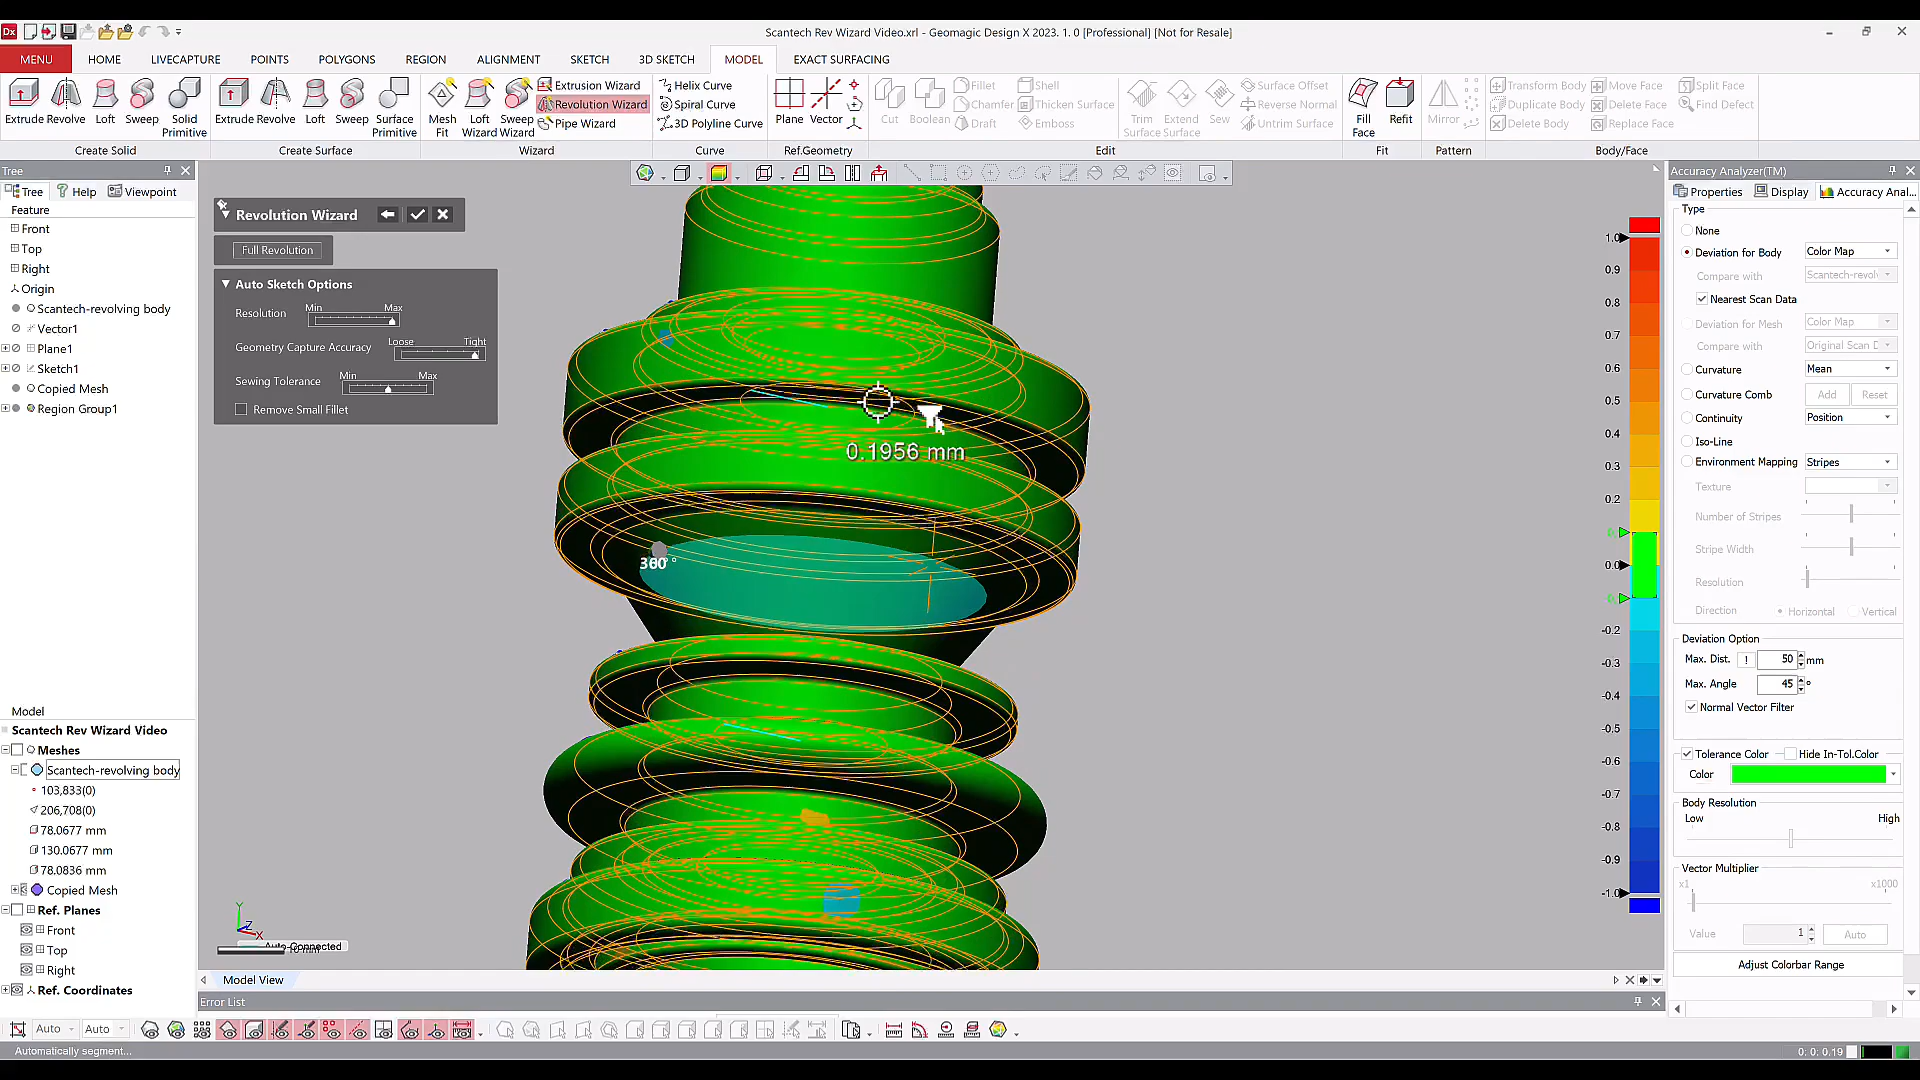 Scantech Rev Wizard Video.xrl - Geomagic Design X 2023. 1. 0 [Professional] [Not for Resale]
MENU HOME LIVECAPTURE POINTS POLYGONS REGION ALIGNMENT SKETCH 3D SKETCH MODEL EXACT SURFACING
Extrude Revolve Loft Sweep Solid Primitive
Create Solid
Extrude Revolve Loft Sweep Surface Primitive
Create Surface
Mesh Fit
Loft Wizard
Sweep Wizard
Extrusion Wizard
Revolution Wizard
Pipe Wizard
Wizard
Helix Curve
Spiral Curve
3D Polyline Curve
Curve
Plane Vector
Ref.Geometry
Cut Boolean
Fillet
Chamfer
Draft
Shell
Thicken Surface
Emboss
Trim Surface
Extend Surface
Sew
Surface Offset
Reverse Normal
Untrim Surface
Edit
Fill Face
Refit
Fit
Mirror
Pattern
Transform Body
Duplicate Body
Delete Body
Move Face
Delete Face
Replace Face
Split Face
Find Defect
Body/Face
Tree
Tree Help Viewpoint
Feature
Front
Top
Right
Origin
Scantech-revolving body
Vector1
Plane1
Sketch1
Copied Mesh
Region Group1
Model
Scantech Rev Wizard Video
Meshes
Scantech-revolving body
103,833(0)
206,708(0)
78.0677 mm
130.0677 mm
78.0836 mm
Copied Mesh
Ref. Planes
Front
Top
Right
Ref. Coordinates
Revolution Wizard
Full Revolution
Auto Sketch Options
Resolution Min Max
Geometry Capture Accuracy Loose Tight
Sewing Tolerance Min Max
Remove Small Fillet
0.1956 mm
360 °
Y
Z
X
Auto-Connected
1.0
0.9
0.8
0.7
0.6
0.5
0.4
0.3
0.2
0.0
-0.2
-0.3
-0.4
-0.5
-0.6
-0.7
-0.8
-0.9
-1.0
Model View
Error List
Auto Auto
Automatically segment...
0: 0: 0.19
Accuracy Analyzer(TM)
Properties Display Accuracy Anal...
Type
None
Deviation for Body Color Map
Compare with Scantech-revol
Nearest Scan Data
Deviation for Mesh Color Map
Compare with Original Scan D
Curvature Mean
Curvature Comb Add Reset
Continuity Position
Iso-Line
Environment Mapping Stripes
Texture
Number of Stripes
Stripe Width
Resolution
Direction Horizontal Vertical
Deviation Option
Max. Dist. ! 50 mm
Max. Angle 45 °
Normal Vector Filter
Tolerance Color Hide In-Tol.Color
Color
Body Resolution
Low High
Vector Multiplier
x1 x1000
Value 1 Auto
Adjust Colorbar Range